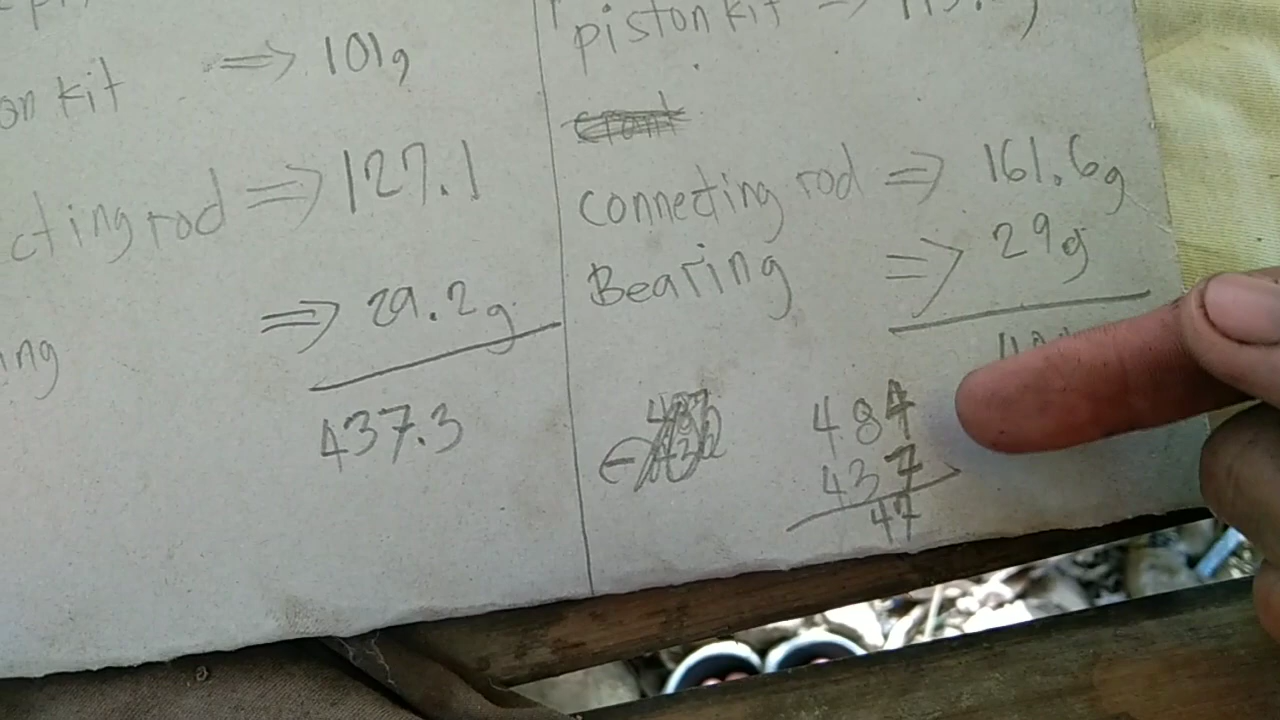 => 101g
on kit
cting rod => 127.1
=> 29.2g
ing
437.3
piston kit =>
connecting rod => 161.6g
Bearing => 29g
484
437
47